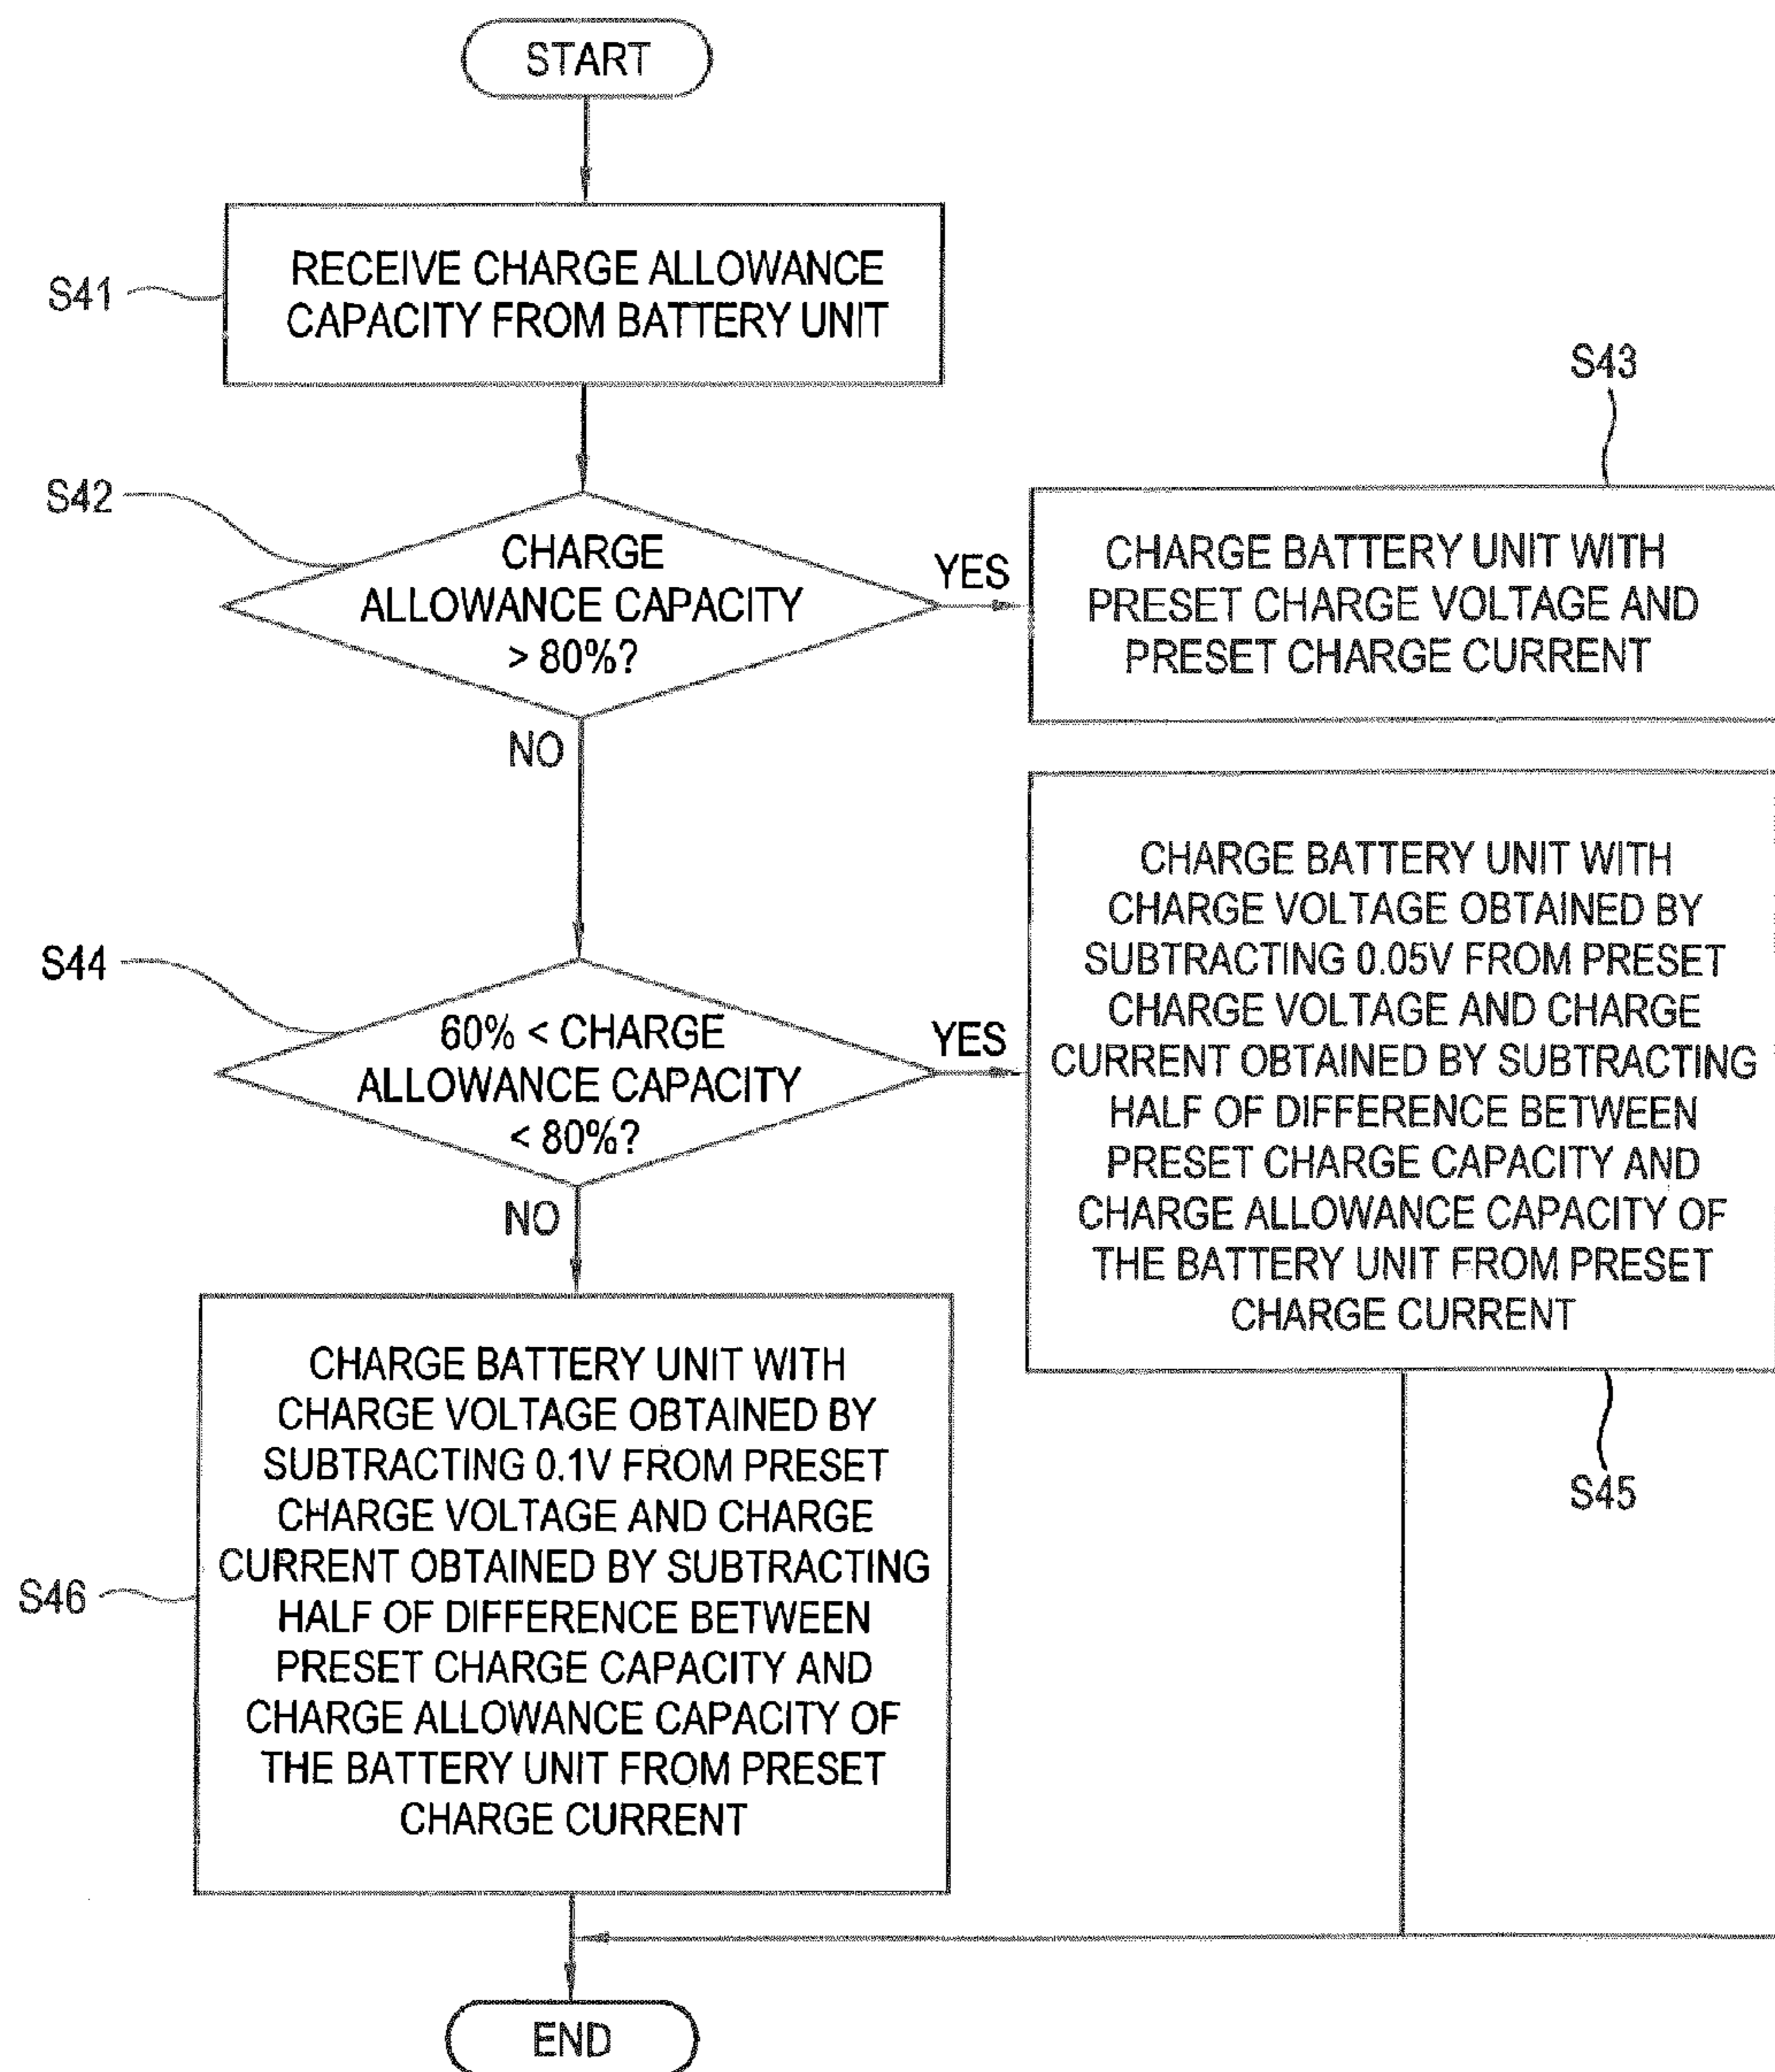 START
S41
RECEIVE CHARGE ALLOWANCE
CAPACITY FROM BATTERY UNIT
S42
CHARGE
ALLOWANCE CAPACITY
> 80%?
YES
NO
S43
CHARGE BATTERY UNIT WITH
PRESET CHARGE VOLTAGE AND
PRESET CHARGE CURRENT
S44
60% < CHARGE
ALLOWANCE CAPACITY
< 80%?
YES
NO
CHARGE BATTERY UNIT WITH
CHARGE VOLTAGE OBTAINED BY
SUBTRACTING 0.05V FROM PRESET
CHARGE VOLTAGE AND CHARGE
CURRENT OBTAINED BY SUBTRACTING
HALF OF DIFFERENCE BETWEEN
PRESET CHARGE CAPACITY AND
CHARGE ALLOWANCE CAPACITY OF
THE BATTERY UNIT FROM PRESET
CHARGE CURRENT
S45
S46
CHARGE BATTERY UNIT WITH
CHARGE VOLTAGE OBTAINED BY
SUBTRACTING 0.1V FROM PRESET
CHARGE VOLTAGE AND CHARGE
CURRENT OBTAINED BY SUBTRACTING
HALF OF DIFFERENCE BETWEEN
PRESET CHARGE CAPACITY AND
CHARGE ALLOWANCE CAPACITY OF
THE BATTERY UNIT FROM PRESET
CHARGE CURRENT
END